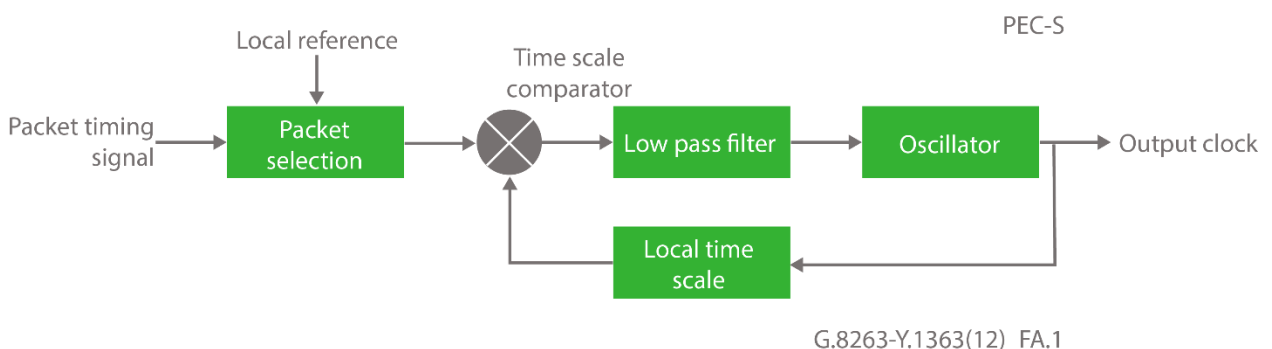 PEC-S
Local reference
Time scale
comparator
Packet timing
signal
Packet
selection
Low pass filter
Oscillator
Output clock
Local time
scale
G.8263-Y.1363(12) FA.1